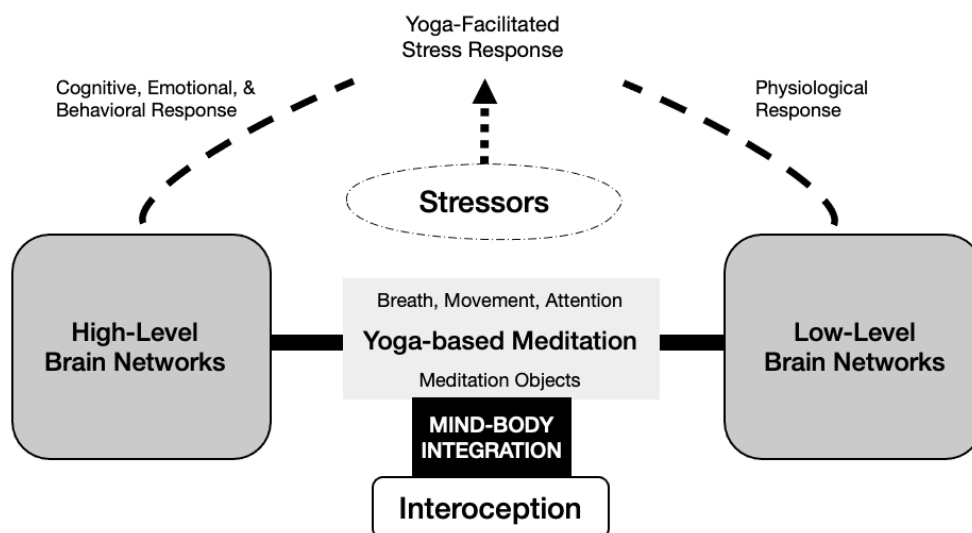 Yoga-Facilitated
Stress Response
Cognitive, Emotional, &
Behavioral Response
Physiological
Response
Stressors
High-Level
Brain Networks
Breath, Movement, Attention
Yoga-based Meditation
Meditation Objects
Low-Level
Brain Networks
MIND-BODY
INTEGRATION
Interoception